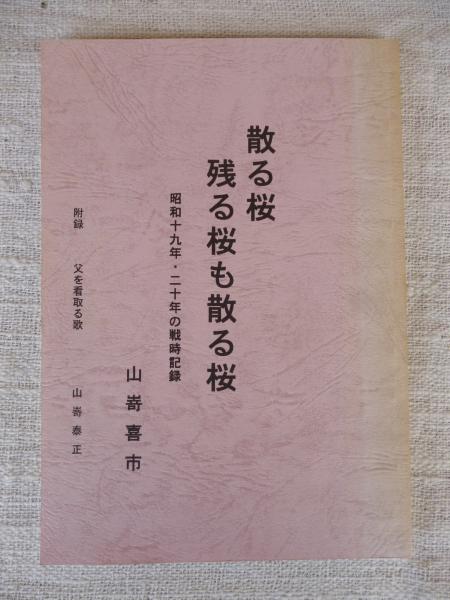 散る桜
残る桜も散る桜
昭和十九年・二十年の戦時記録
山嵜喜市
附録　父を看取る歌　山嵜泰正